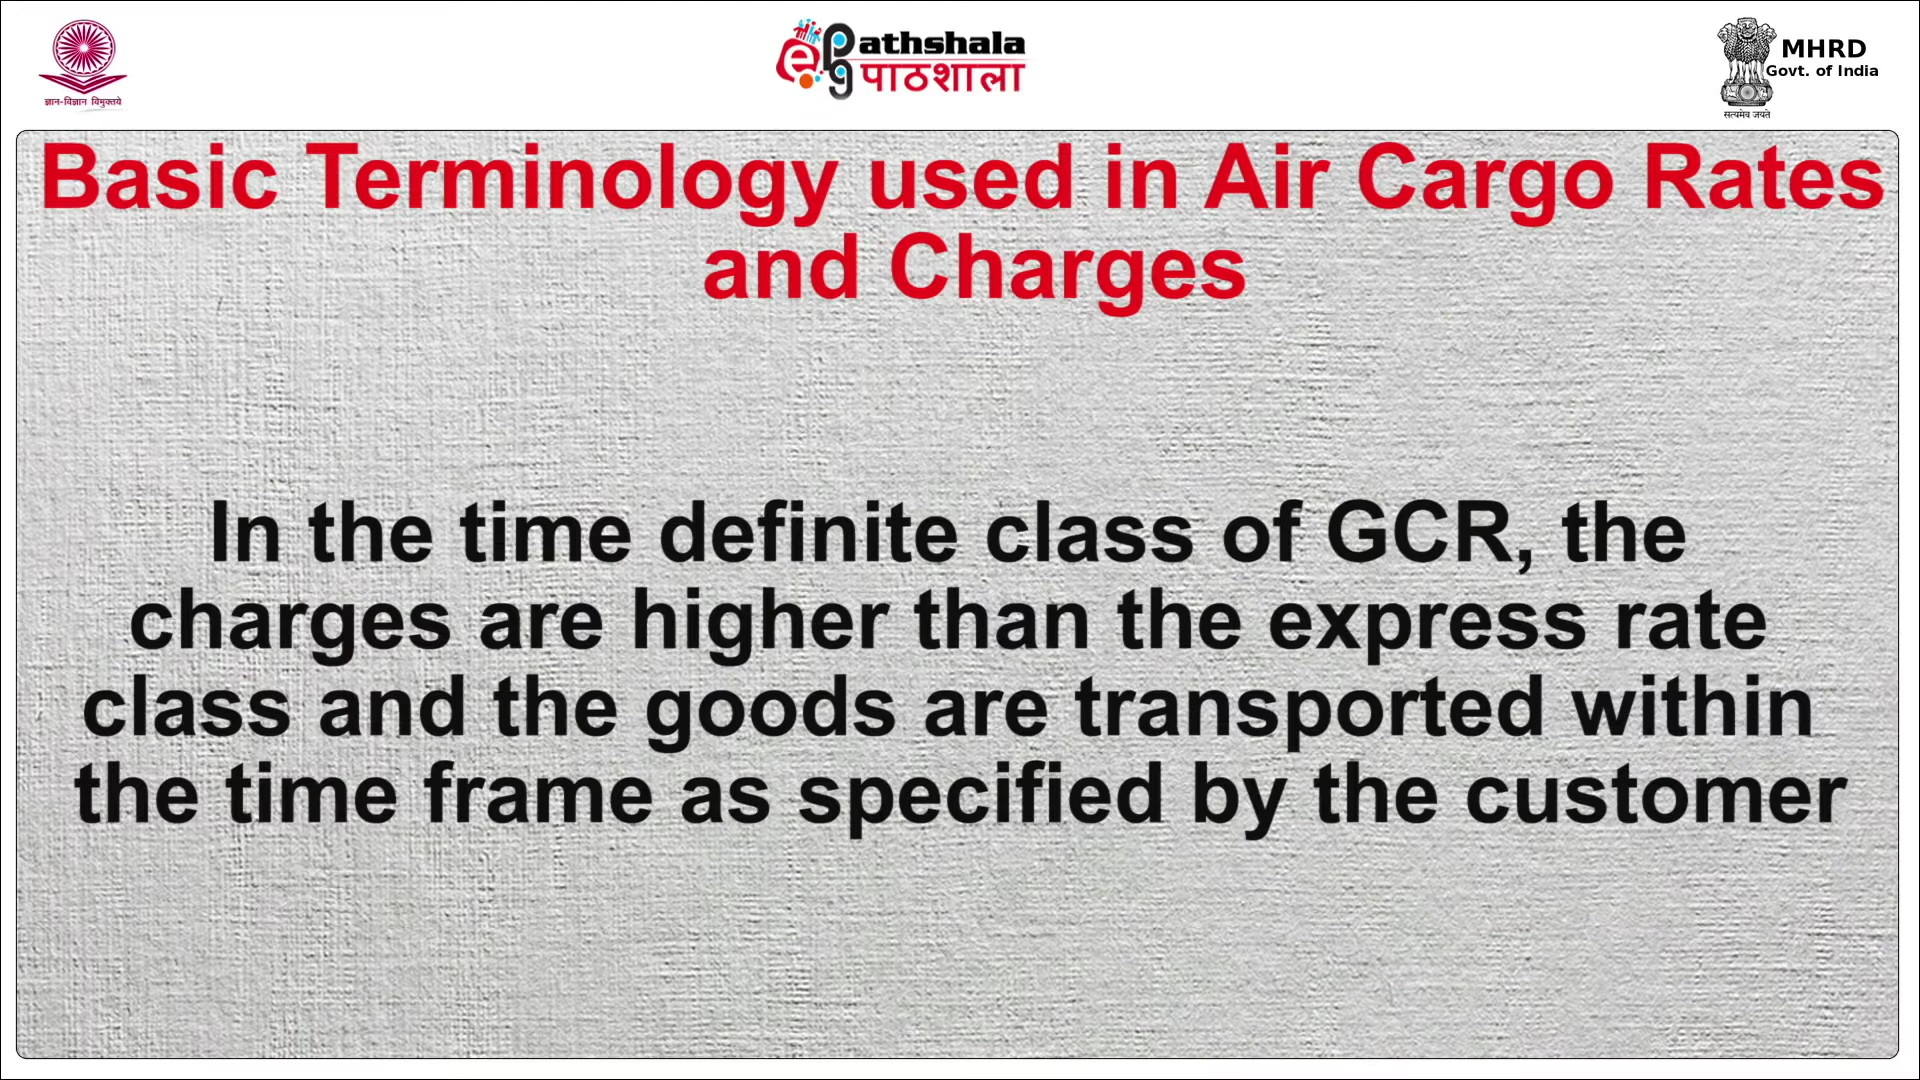 ज्ञान-विज्ञान विमुक्तये
ePG Pathshala
पाठशाला
MHRD
Govt. of India
सत्यमेव जयते
Basic Terminology used in Air Cargo Rates
and Charges
In the time definite class of GCR, the
charges are higher than the express rate
class and the goods are transported within
the time frame as specified by the customer